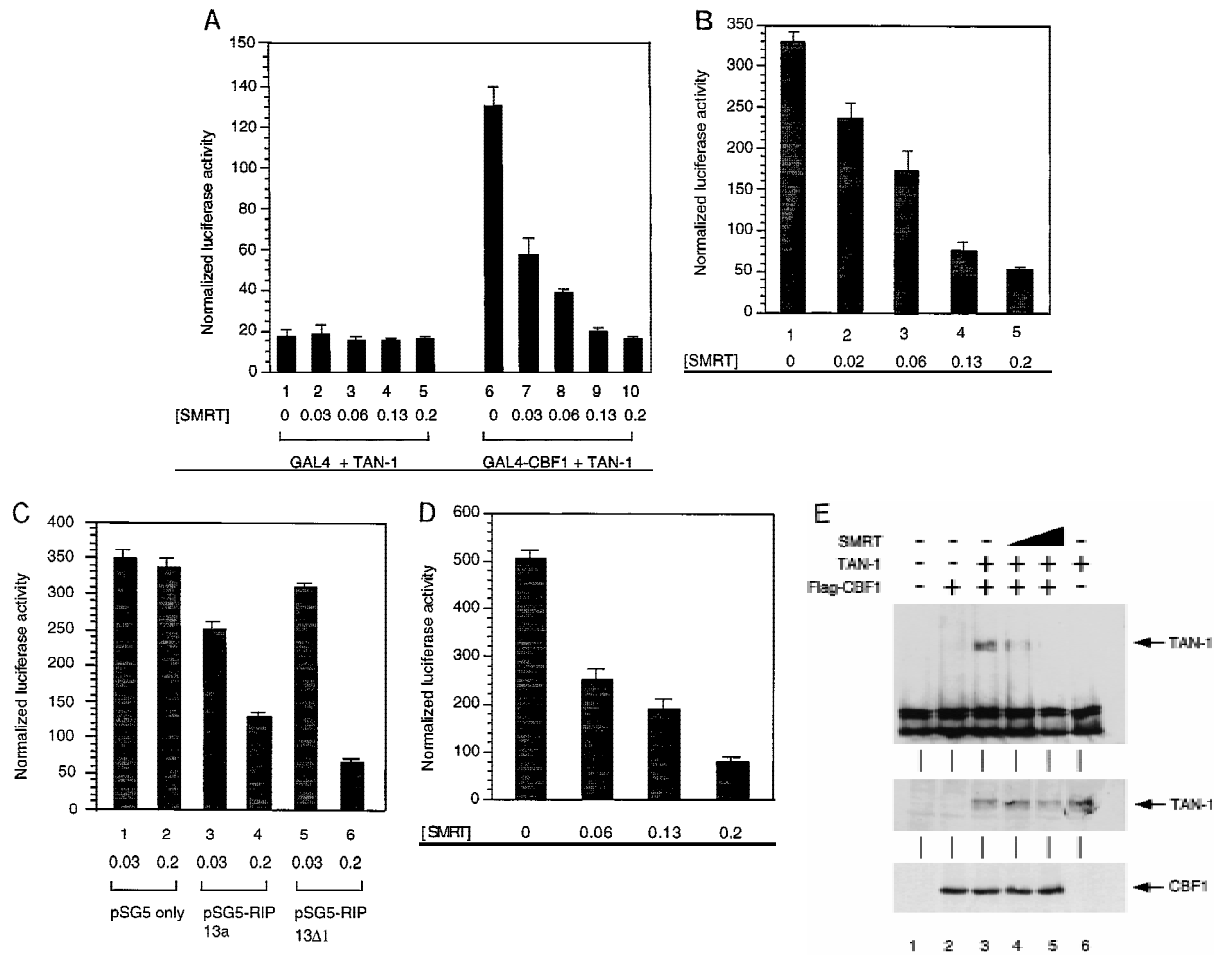 A
Normalized luciferase activity
150
140
120
100
80
60
40
20
0
1 2 3 4 5 6 7 8 9 10
[SMRT] 0 0.03 0.06 0.13 0.2 0 0.03 0.06 0.13 0.2
GAL4 + TAN-1 GAL4-CBF1 + TAN-1
B
Normalized luciferase activity
350
300
250
200
150
100
50
0
1 2 3 4 5
[SMRT] 0 0.02 0.06 0.13 0.2
C
Normalized luciferase activity
400
350
300
250
200
150
100
50
0
1 2 3 4 5 6
0.03 0.2 0.03 0.2 0.03 0.2
pSG5 only pSG5-RIP pSG5-RIP
13a 13Δ1
D
Normalized luciferase activity
600
500
400
300
200
100
0
[SMRT] 0 0.06 0.13 0.2
E
SMRT - - - -
TAN-1 - - + + + +
Flag-CBF1 - + + + + -
TAN-1
TAN-1
CBF1
1 2 3 4 5 6